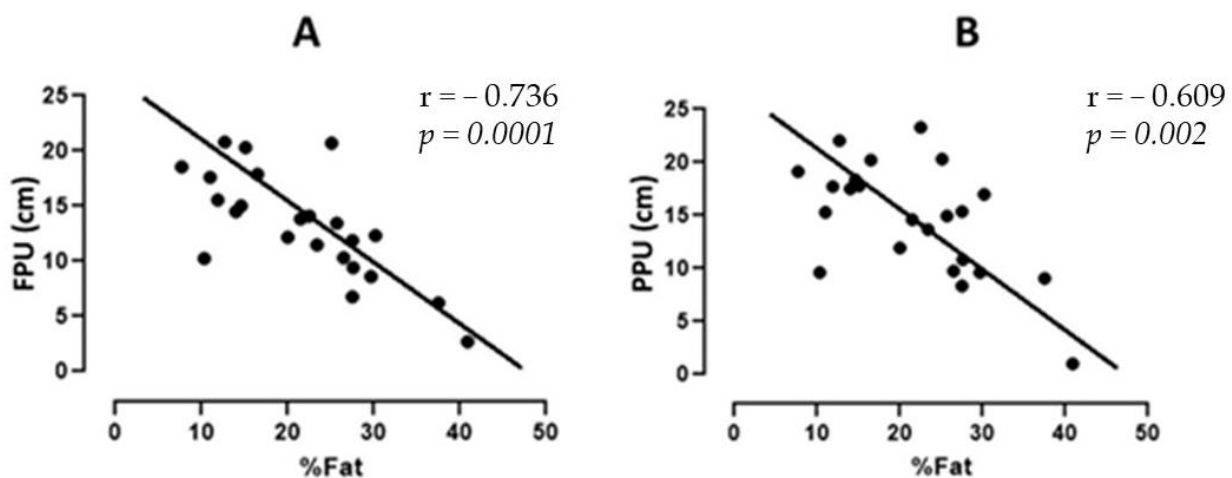 A
r = – 0.736
p = 0.0001
25
20
15
10
5
0
FPU (cm)
0 10 20 30 40 50
%Fat
B
r = – 0.609
p = 0.002
25
20
15
10
5
0
PPU (cm)
0 10 20 30 40 50
%Fat